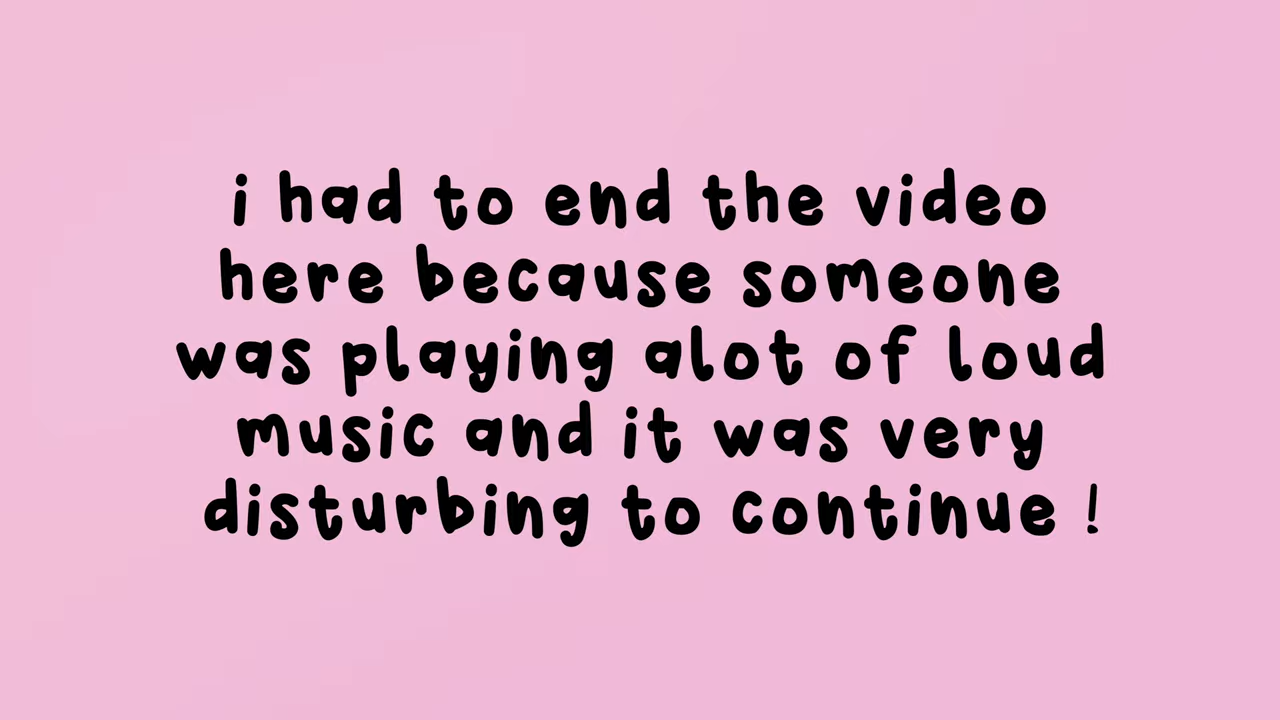 i had to end the video
here because someone
was playing alot of loud
music and it was very
disturbing to continue !